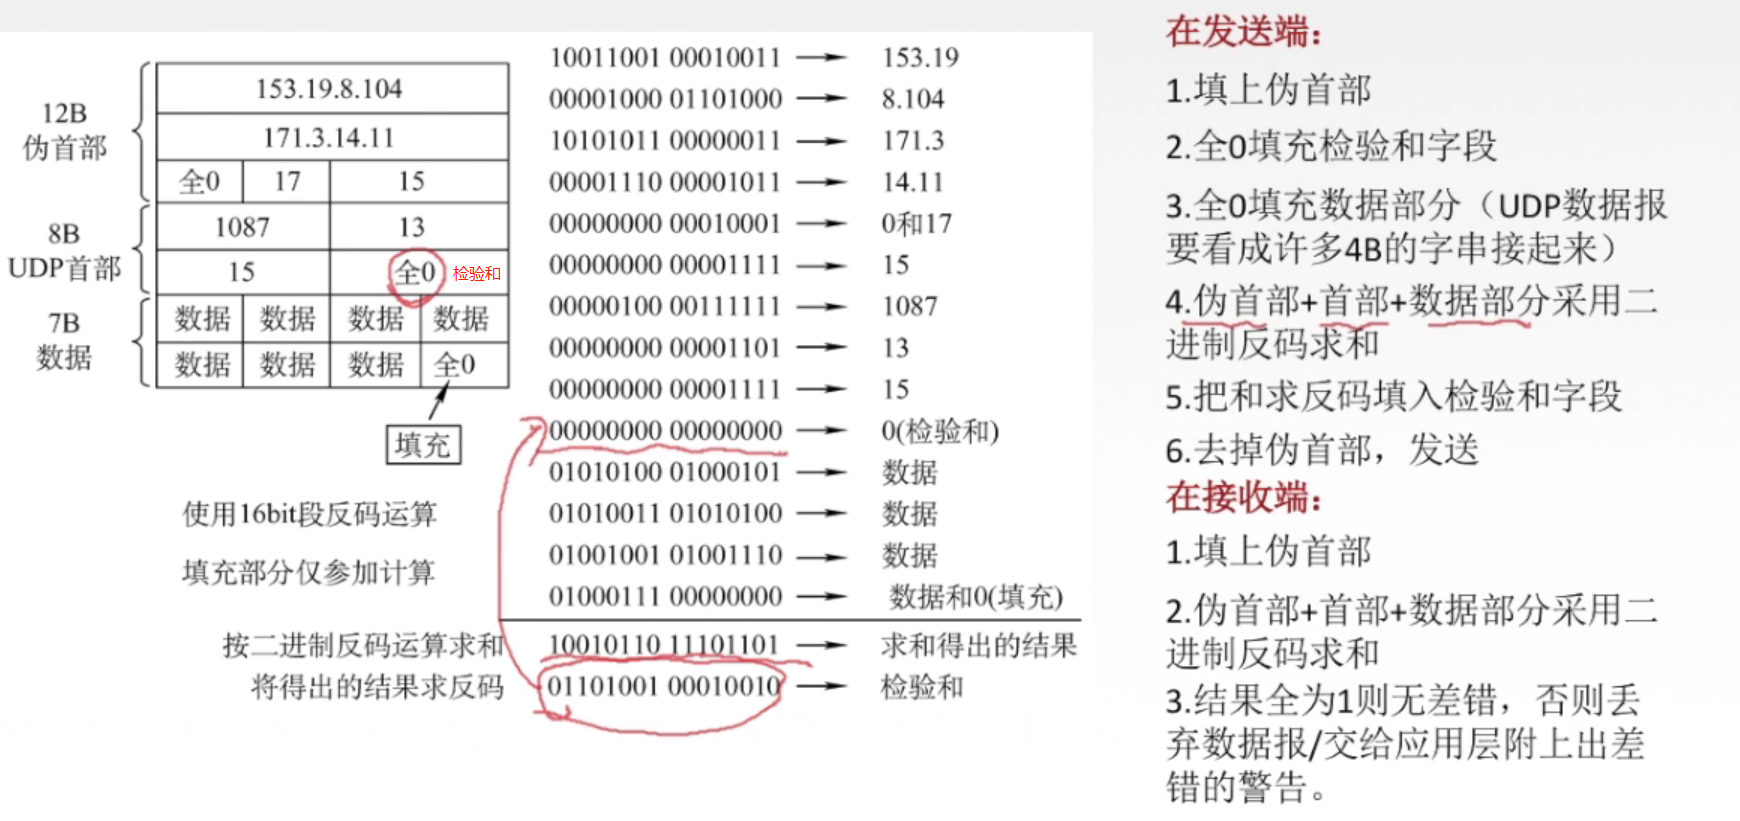 12B
伪首部
153.19.8.104
171.3.14.11
全0 17 15
8B
UDP首部
1087 13
15 全0 检验和
7B
数据
数据 数据 数据 数据
数据 数据 数据 全0
填充
使用16bit段反码运算
填充部分仅参加计算
10011001 00010011 → 153.19
00001000 01101000 → 8.104
10101011 00000011 → 171.3
00001110 00001011 → 14.11
00000000 00010001 → 0和17
00000000 00001111 → 15
00000100 00111111 → 1087
00000000 00001101 → 13
00000000 00001111 → 15
00000000 00000000 → 0(检验和)
01010100 01000101 → 数据
01010011 01010100 → 数据
01001001 01001110 → 数据
01000111 00000000 → 数据和0(填充)
按二进制反码运算求和 10010110 11101101 → 求和得出的结果
将得出的结果求反码 01101001 00010010 → 检验和
在发送端：
1.填上伪首部
2.全0填充检验和字段
3.全0填充数据部分（UDP数据报
要看成许多4B的字串接起来）
4.伪首部+首部+数据部分采用二
进制反码求和
5.把和求反码填入检验和字段
6.去掉伪首部，发送
在接收端：
1.填上伪首部
2.伪首部+首部+数据部分采用二
进制反码求和
3.结果全为1则无差错，否则丢
弃数据报/交给应用层附上出差
错的警告。